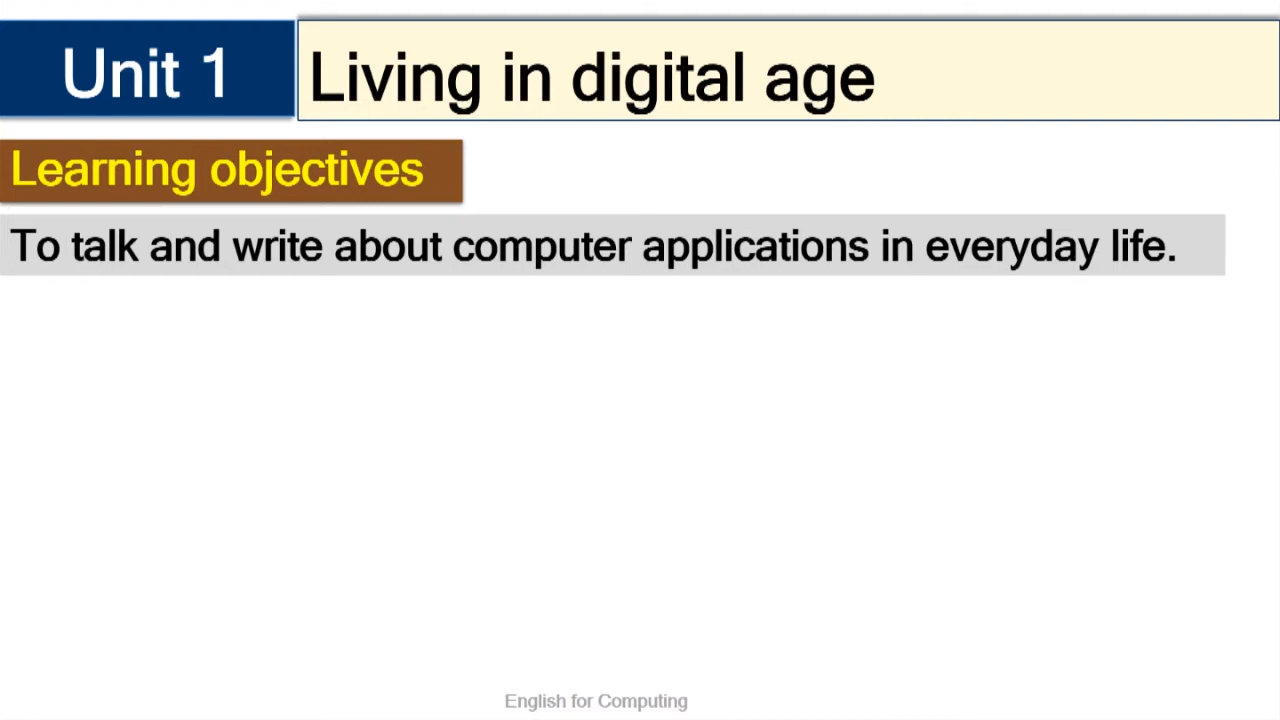 Unit 1
Living in digital age
Learning objectives
To talk and write about computer applications in everyday life.
English for Computing